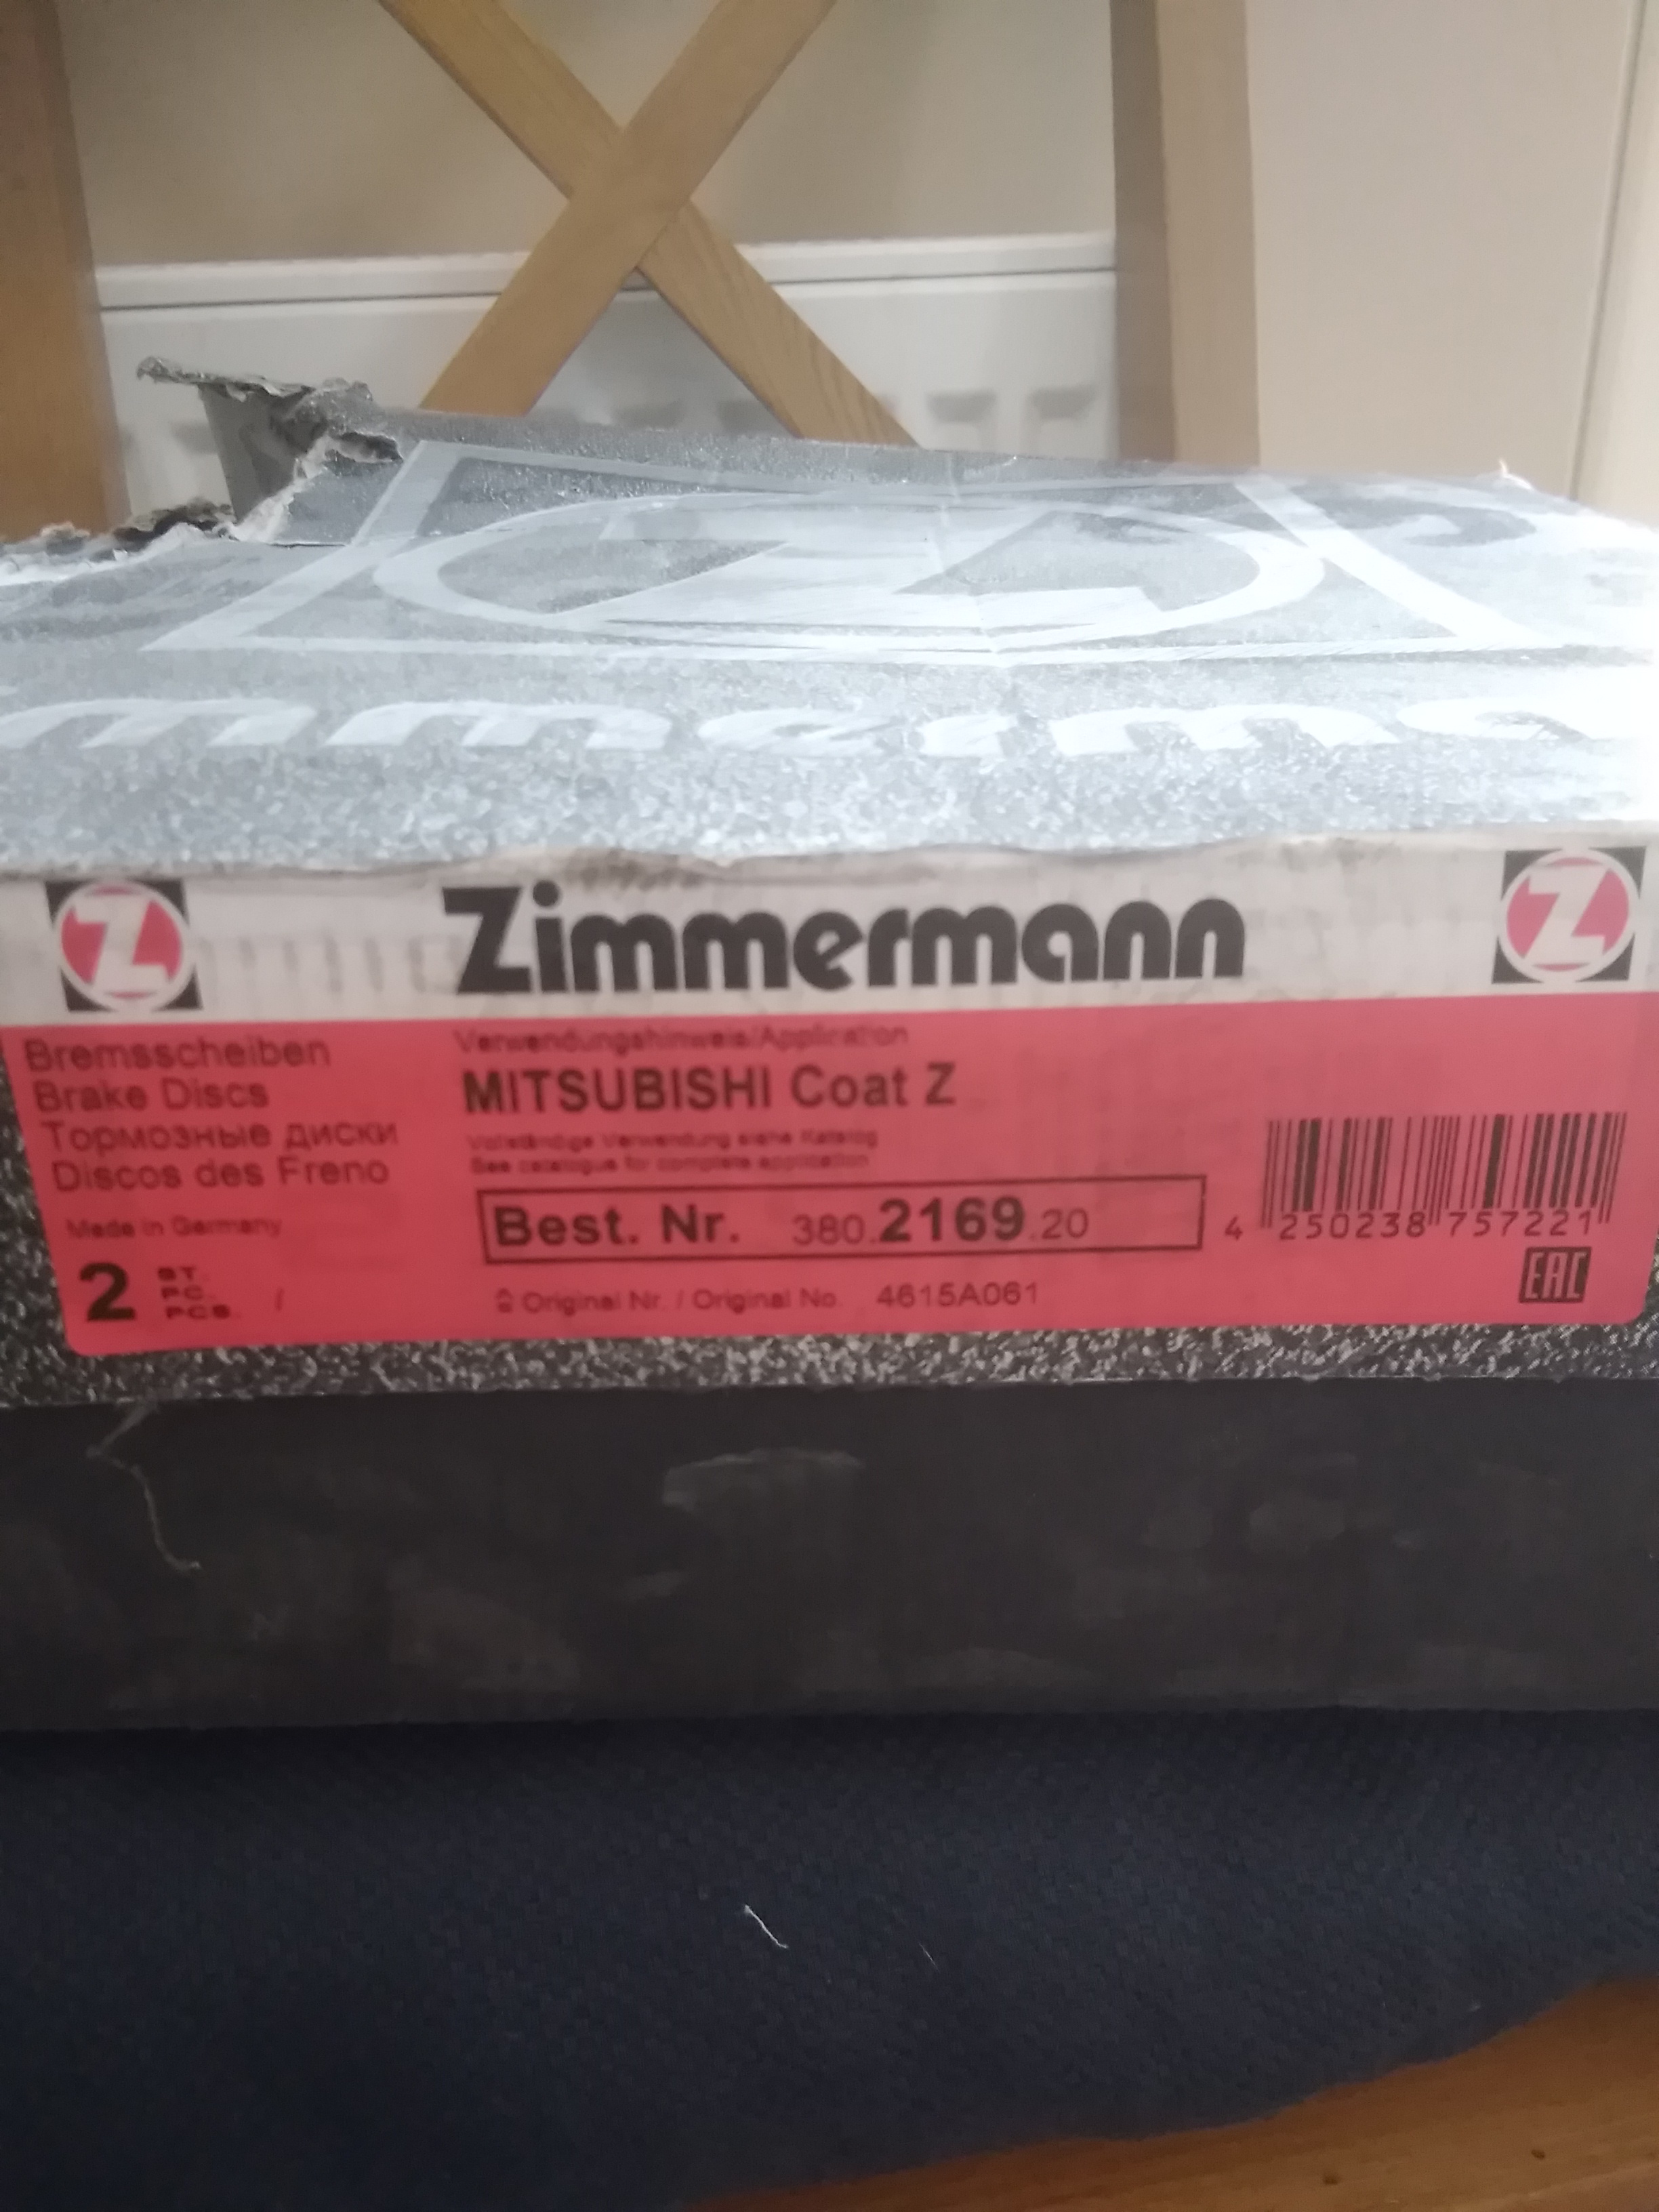 Zimmermann
Bremsscheiben
Brake Discs
Тормозные диски
Discos des Freno
Made in Germany
2 ST.
PC.
PCS. /
Verwendungshinweis/Application
MITSUBISHI Coat Z
Vollständige Verwendung siehe Katalog
See catalogue for complete application
Best. Nr. 380.2169.20
Original Nr. / Original No. 4615A061
4 250238 757221
EAC